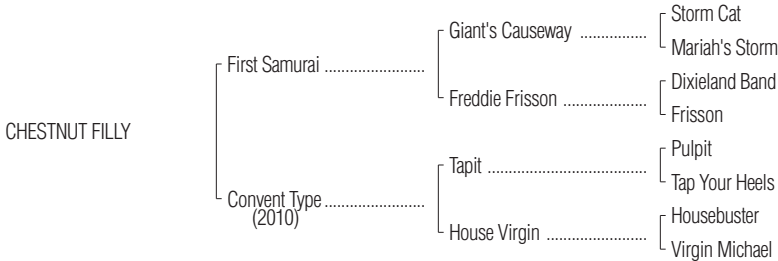 Storm Cat
Giant's Causeway ................
Mariah's Storm
First Samurai ........................
Dixieland Band
Freddie Frisson ....................
Frisson
CHESTNUT FILLY
Pulpit
Tapit ......................................
Tap Your Heels
Convent Type ........................
(2010)
Housebuster
House Virgin ........................
Virgin Michael